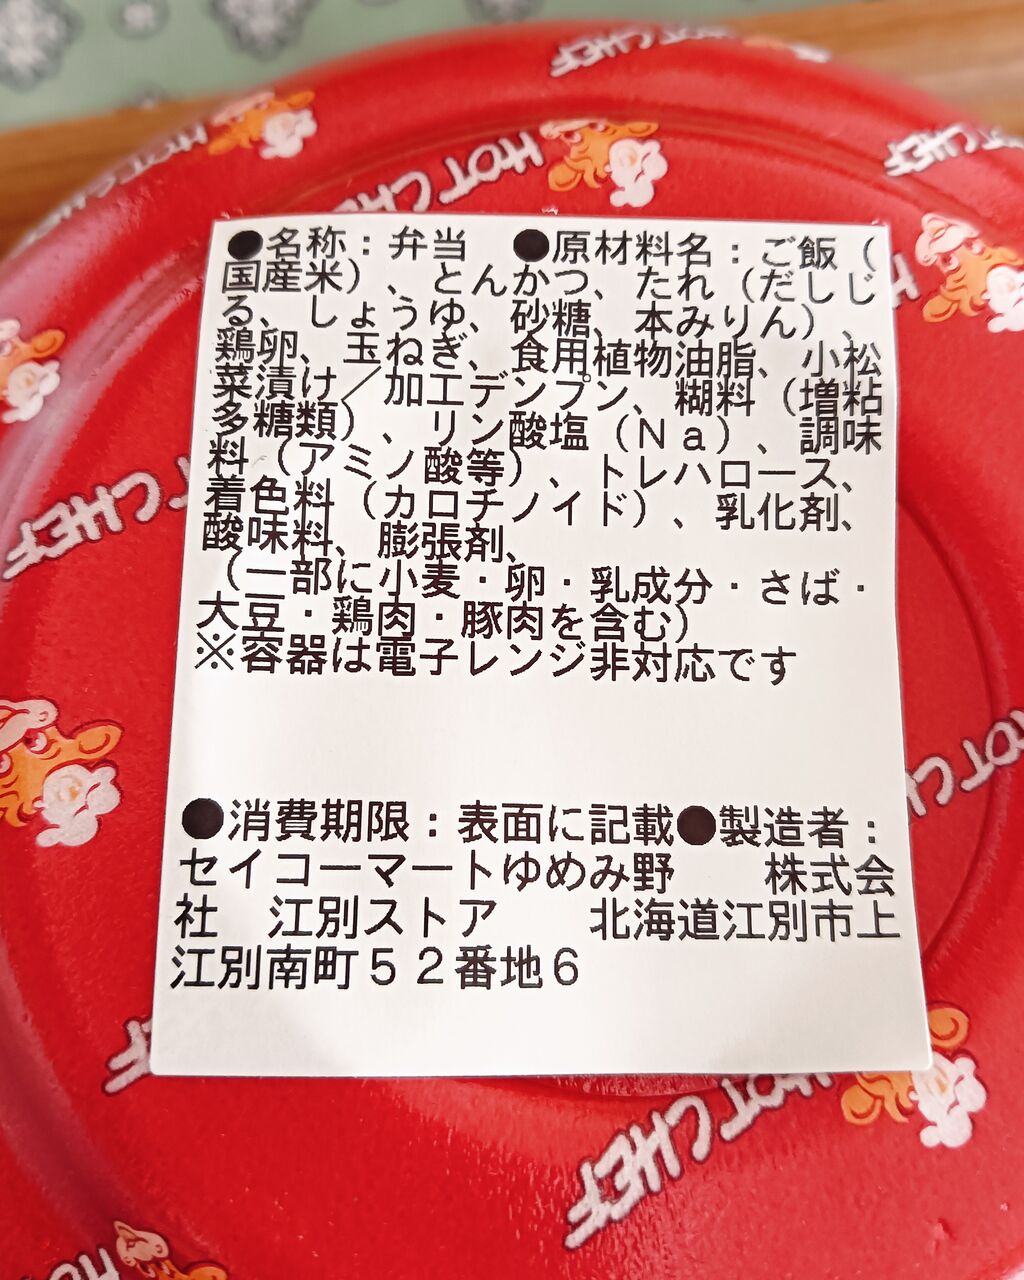 HOT CHEF
HOT CHEF
HOT CHEF
HOT CHEF
●名称：弁当　●原材料名：ご飯（
国産米）、とんかつ、たれ（だしじ
る、しょうゆ、砂糖、本みりん）、
鶏卵、玉ねぎ、食用植物油脂、小松
菜漬け／加工デンプン、糊料（増粘
多糖類）、リン酸塩（Ｎａ）、調味
料（アミノ酸等）、トレハロース、
着色料（カロチノイド）、乳化剤、
酸味料、膨張剤、
（一部に小麦・卵・乳成分・さば・
大豆・鶏肉・豚肉を含む）
※容器は電子レンジ非対応です
●消費期限：表面に記載●製造者：
セイコーマートゆめみ野　　株式会
社　江別ストア　　北海道江別市上
江別南町５２番地６
HOT CHEF
HOT CHEF